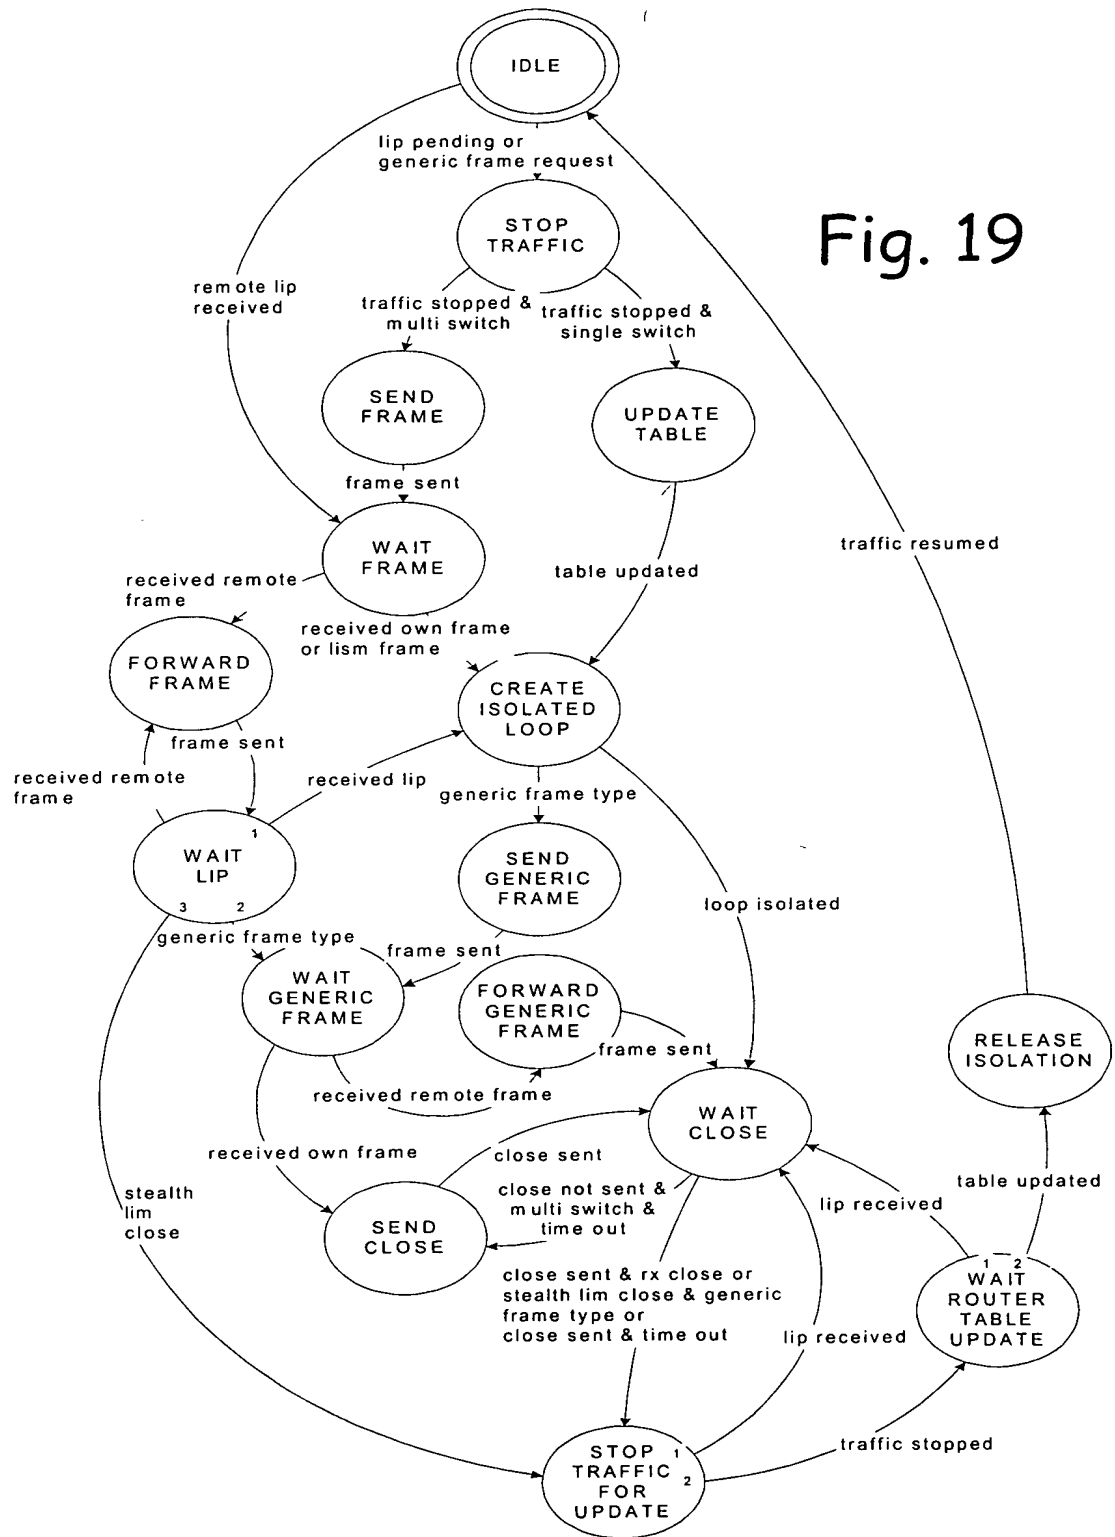 IDLE
lip pending or
generic frame request
STOP
TRAFFIC
Fig. 19
remote lip
received
traffic stopped &
multi switch
traffic stopped &
single switch
SEND
FRAME
UPDATE
TABLE
frame sent
WAIT
FRAME
traffic resumed
table updated
received remote
frame
received own frame
or lism frame
FORWARD
FRAME
CREATE
ISOLATED
LOOP
frame sent
received remote
frame
received lip
generic frame type
1
WAIT
LIP
3 2
SEND
GENERIC
FRAME
loop isolated
generic frame type
frame sent
WAIT
GENERIC
FRAME
FORWARD
GENERIC
FRAME
frame sent
RELEASE
ISOLATION
received remote frame
WAIT
CLOSE
received own frame
close sent
stealth
lim
close
close not sent &
multi switch &
time out
lip received
table updated
SEND
CLOSE
close sent & rx close or
stealth lim close & generic
frame type or
close sent & time out
1 2
WAIT
ROUTER
TABLE
UPDATE
lip received
traffic stopped
STOP 1
TRAFFIC
FOR 2
UPDATE